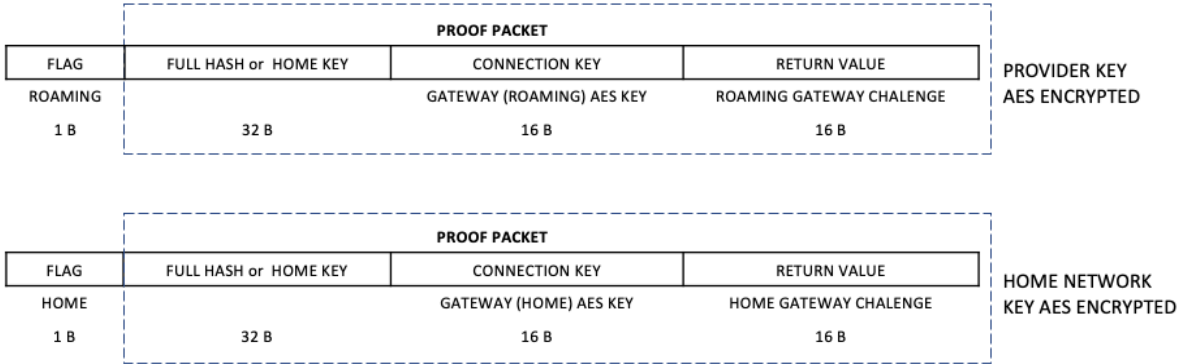 PROOF PACKET
FLAG FULL HASH or HOME KEY CONNECTION KEY RETURN VALUE
ROAMING GATEWAY (ROAMING) AES KEY ROAMING GATEWAY CHALENGE
1 B 32 B 16 B 16 B
PROVIDER KEY
AES ENCRYPTED
PROOF PACKET
FLAG FULL HASH or HOME KEY CONNECTION KEY RETURN VALUE
HOME GATEWAY (HOME) AES KEY HOME GATEWAY CHALENGE
1 B 32 B 16 B 16 B
HOME NETWORK
KEY AES ENCRYPTED